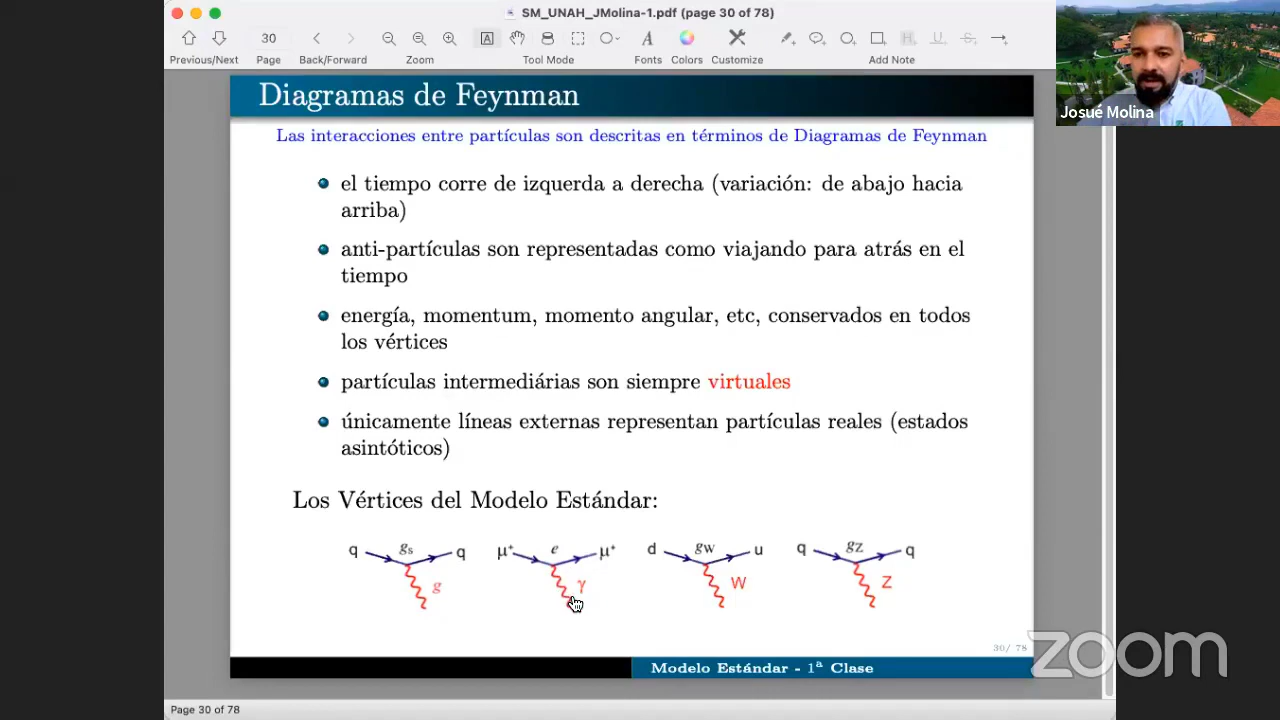 SM_UNAH_JMolina-1.pdf (page 30 of 78)
30
Previous/Next Page Back/Forward Zoom Tool Mode Fonts Colors Customize Add Note
Josué Molina
Diagramas de Feynman
Las interacciones entre partículas son descritas en términos de Diagramas de Feynman
el tiempo corre de izquerda a derecha (variación: de abajo hacia
arriba)
anti-partículas son representadas como viajando para atrás en el
tiempo
energía, momentum, momento angular, etc, conservados en todos
los vértices
partículas intermediárias son siempre virtuales
únicamente líneas externas representan partículas reales (estados
asintóticos)
Los Vértices del Modelo Estándar:
q gs q μ+ e μ+ d gW u q gZ q
g γ W Z
30/ 78
Modelo Estándar - 1ª Clase
zoom
Page 30 of 78